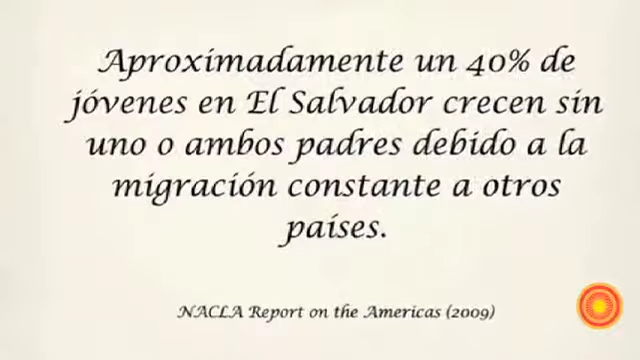 Aproximadamente un 40% de
jóvenes en El Salvador crecen sin
uno o ambos padres debido a la
migración constante a otros
países.
NACLA Report on the Americas (2009)